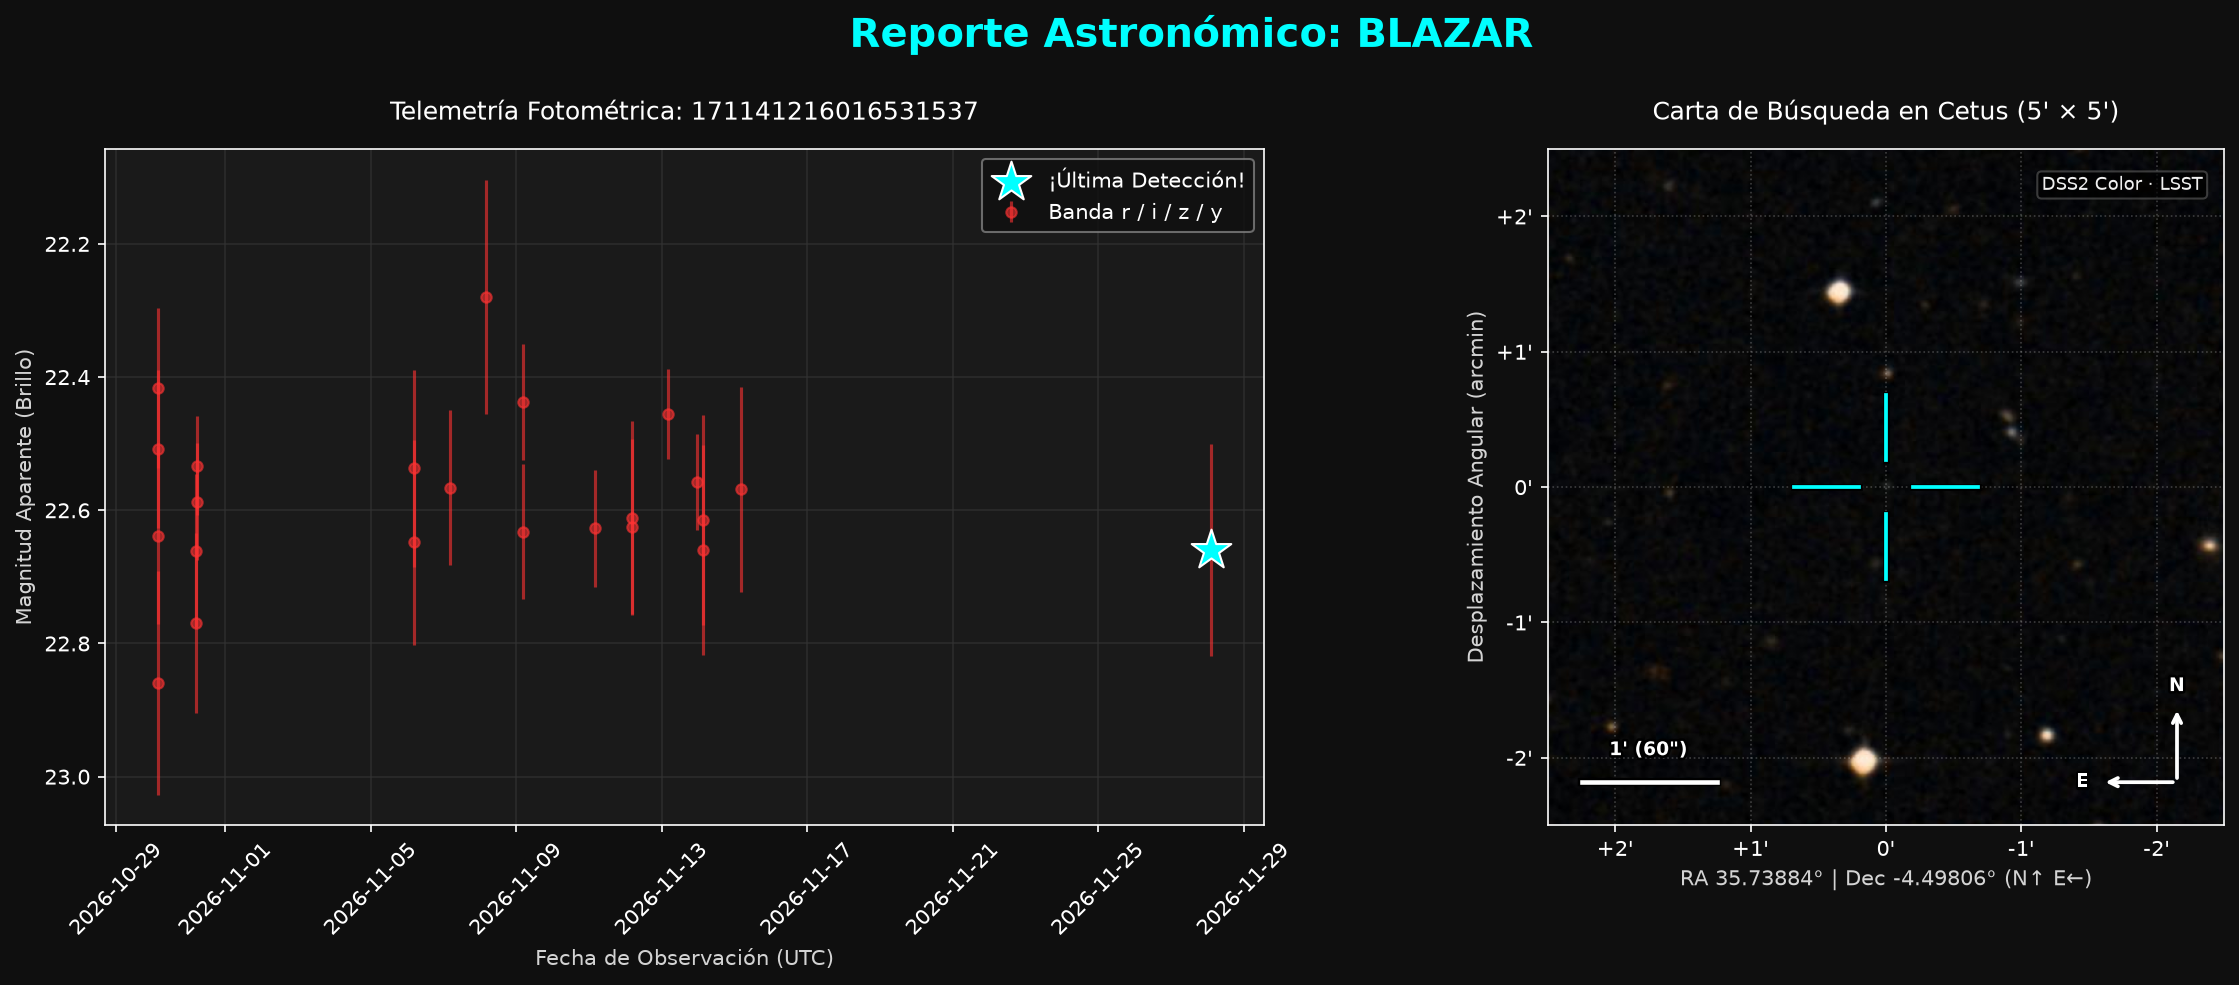 Reporte Astronómico: BLAZAR
Telemetría Fotométrica: 171141216016531537
¡Última Detección!
Banda r / i / z / y
Magnitud Aparente (Brillo)
22.2
22.4
22.6
22.8
23.0
2026-10-29
2026-11-01
2026-11-05
2026-11-09
2026-11-13
2026-11-17
2026-11-21
2026-11-25
2026-11-29
Fecha de Observación (UTC)
Carta de Búsqueda en Cetus (5' × 5')
DSS2 Color · LSST
Desplazamiento Angular (arcmin)
+2'
+1'
0'
-1'
-2'
N
E
1' (60")
+2'
+1'
0'
-1'
-2'
RA 35.73884° | Dec -4.49806° (N↑ E←)